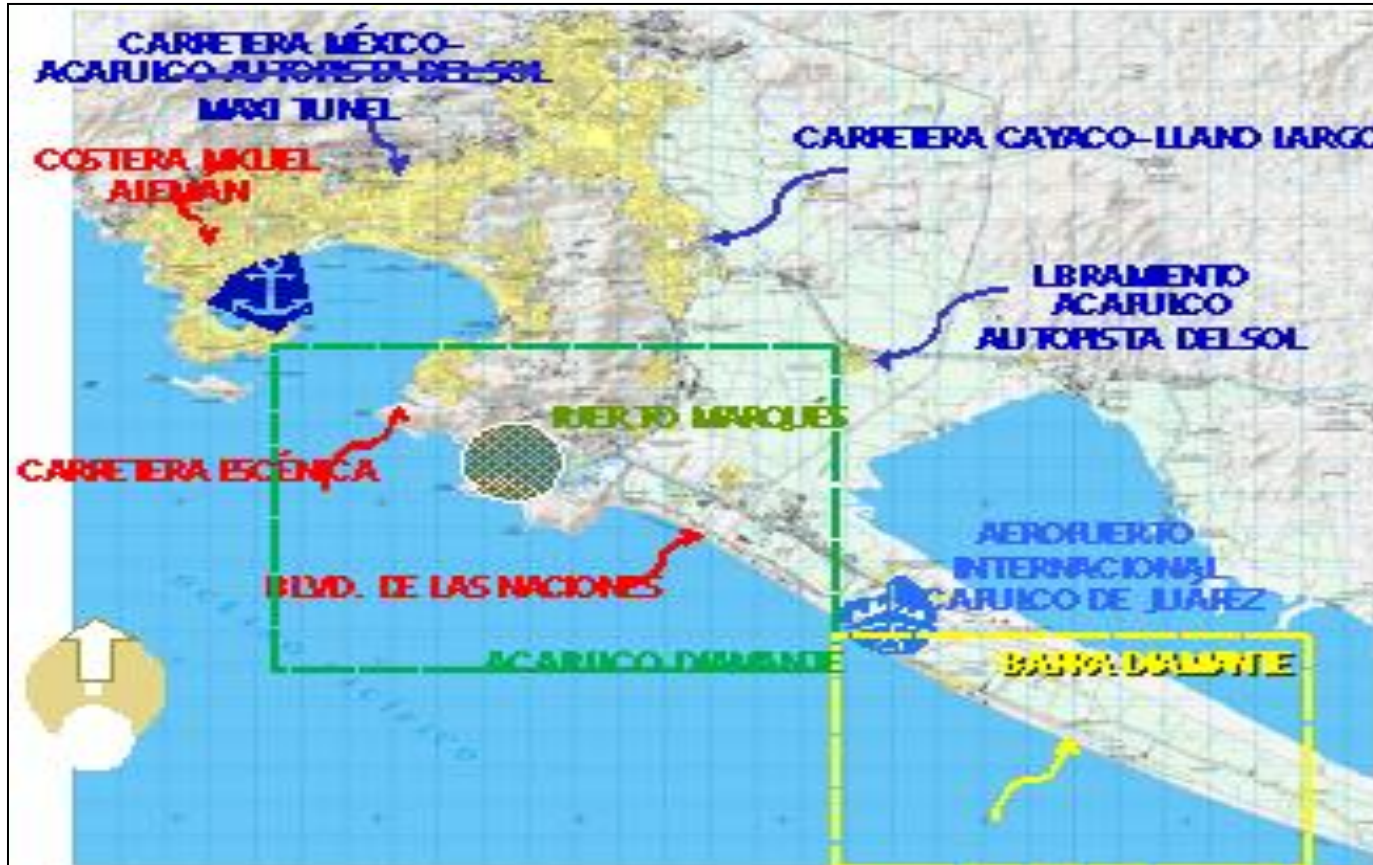 CARRETERA MÉXICO-
ACAPULCO-AUTOPISTA DEL SOL
MAXI TUNEL
COSTERA MIGUEL
ALEMAN
CARRETERA CAYACO-LLANO LARGO
LIBRAMIENTO
ACAPULCO
AUTOPISTA DEL SOL
PUERTO MARQUÉS
CARRETERA ESCÉNICA
AEROPUERTO
INTERNACIONAL
ACAPULCO DE JUÁREZ
BLVD. DE LAS NACIONES
ACAPULCO DIAMANTE
BARRA DIAMANTE